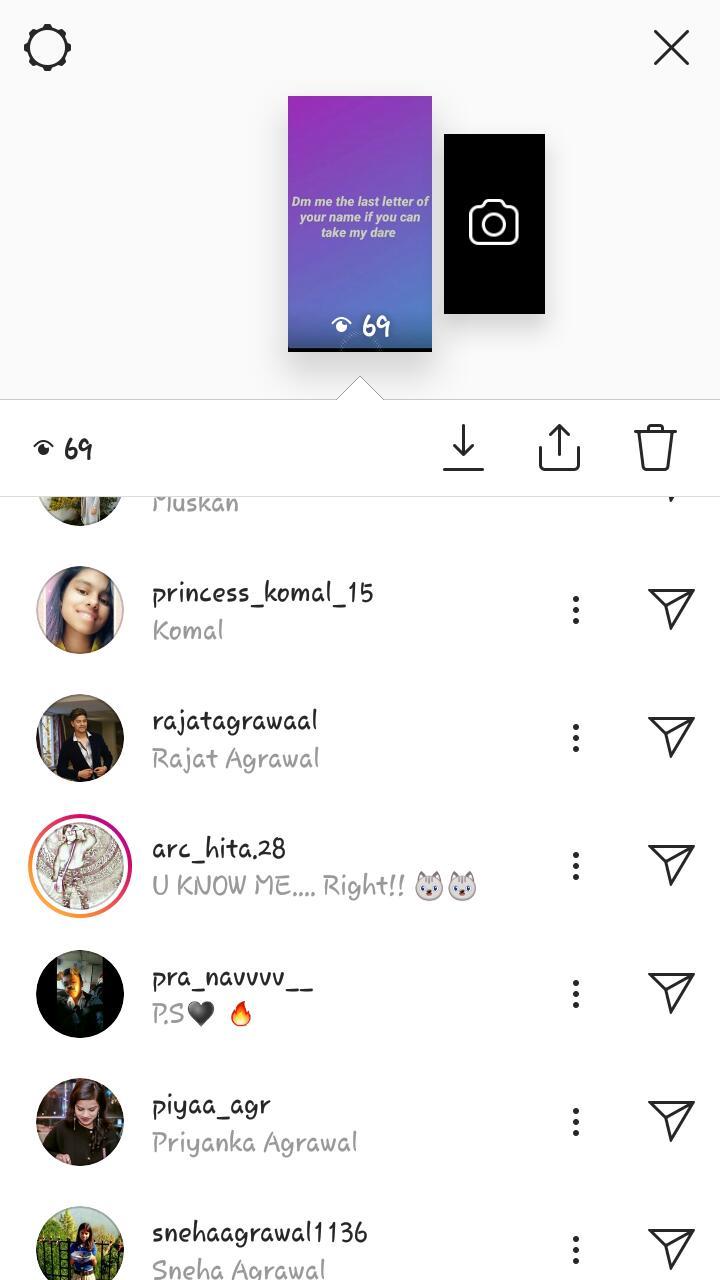 Dm me the last letter of
your name if you can
take my dare
69
69
Muskan
princess_komal_15
Komal
rajatagrawaal
Rajat Agrawal
arc_hita.28
U KNOW ME.... Right!! 🐱🐱
pra_navvvv__
P.S🖤 🔥
piyaa_agr
Priyanka Agrawal
snehaagrawal1136
Sneha Agrawal